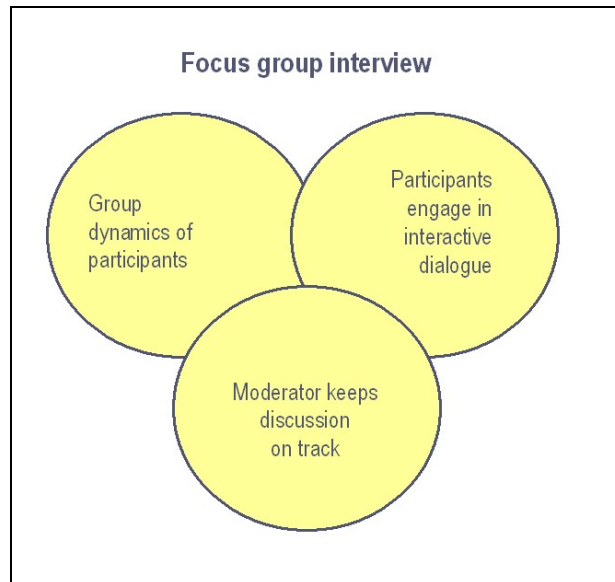 Focus group interview
Group
dynamics of
participants
Participants
engage in
interactive
dialogue
Moderator keeps
discussion
on track